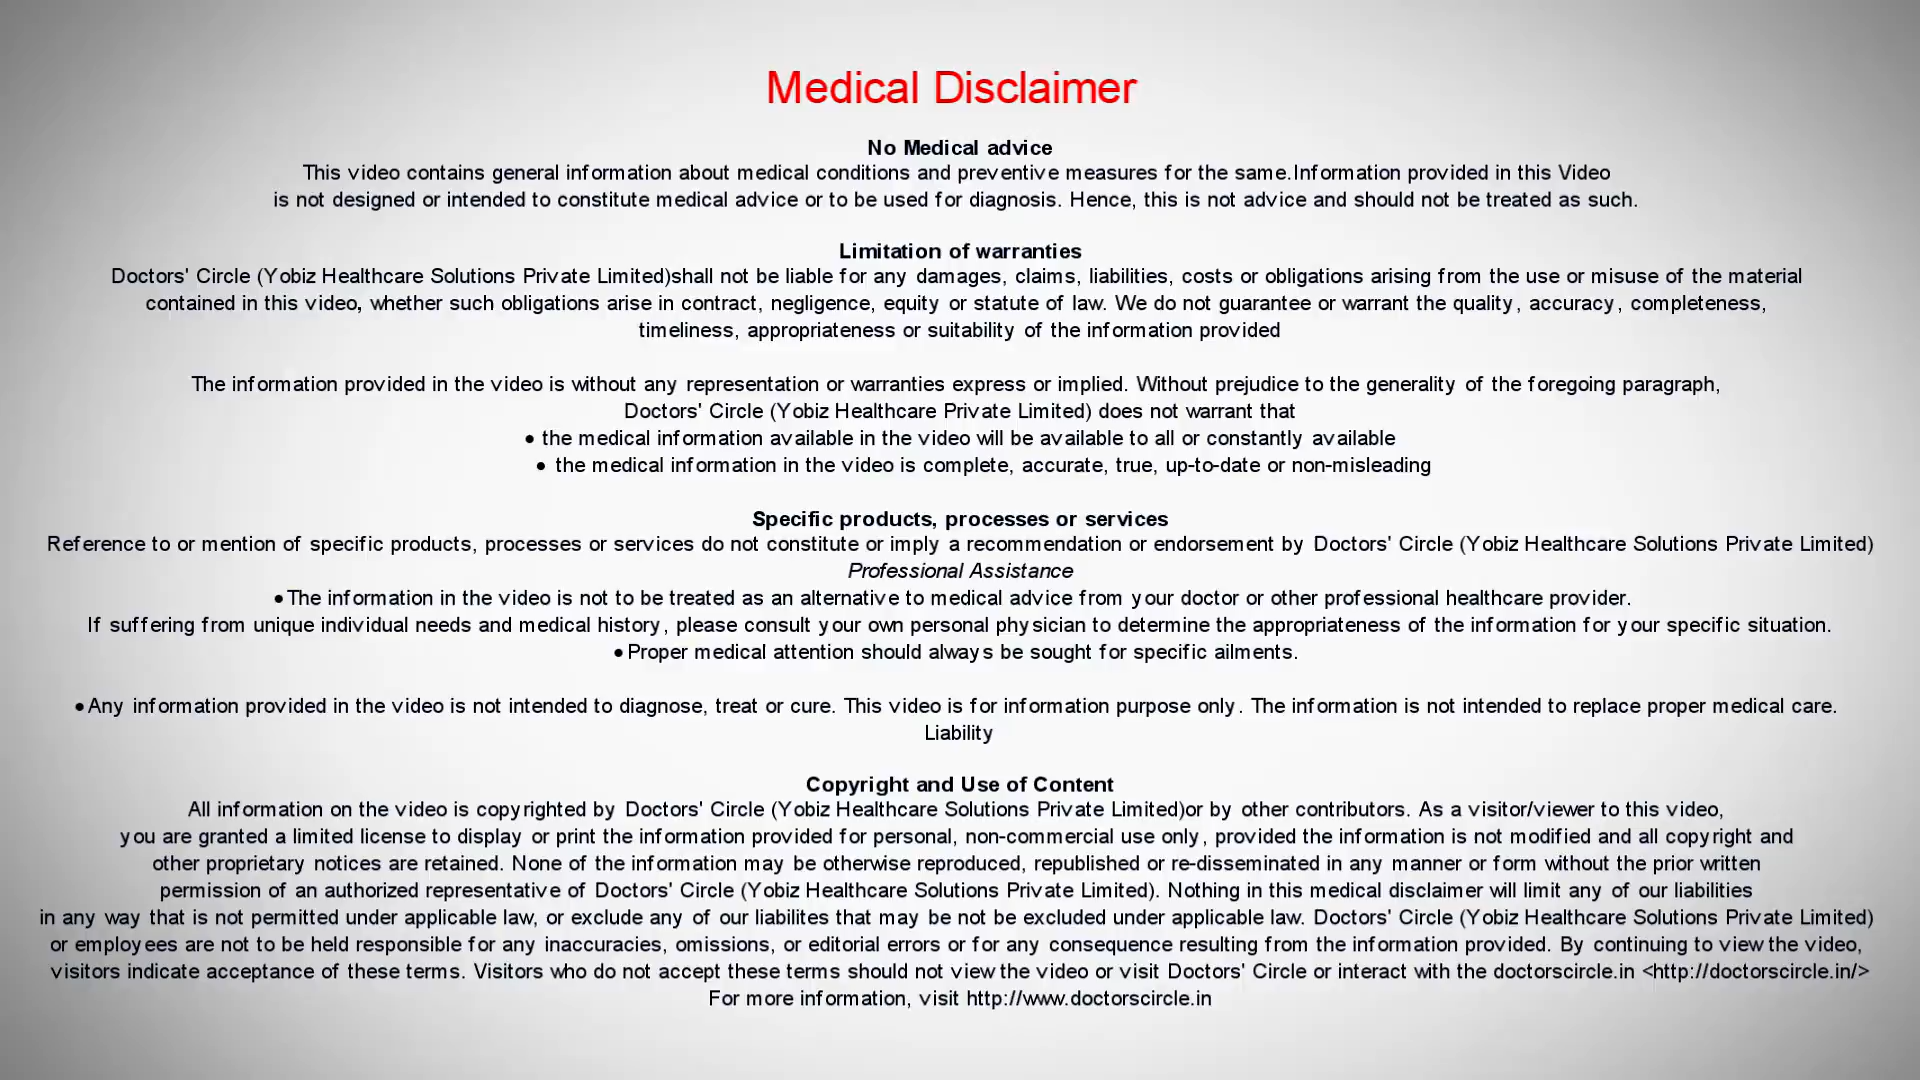 Medical Disclaimer
No Medical advice
This video contains general information about medical conditions and preventive measures for the same.Information provided in this Video
is not designed or intended to constitute medical advice or to be used for diagnosis. Hence, this is not advice and should not be treated as such.
Limitation of warranties
Doctors' Circle (Yobiz Healthcare Solutions Private Limited)shall not be liable for any damages, claims, liabilities, costs or obligations arising from the use or misuse of the material
contained in this video, whether such obligations arise in contract, negligence, equity or statute of law. We do not guarantee or warrant the quality, accuracy, completeness,
timeliness, appropriateness or suitability of the information provided
The information provided in the video is without any representation or warranties express or implied. Without prejudice to the generality of the foregoing paragraph,
Doctors' Circle (Yobiz Healthcare Private Limited) does not warrant that
• the medical information available in the video will be available to all or constantly available
• the medical information in the video is complete, accurate, true, up-to-date or non-misleading
Specific products, processes or services
Reference to or mention of specific products, processes or services do not constitute or imply a recommendation or endorsement by Doctors' Circle (Yobiz Healthcare Solutions Private Limited)
Professional Assistance
•The information in the video is not to be treated as an alternative to medical advice from your doctor or other professional healthcare provider.
If suffering from unique individual needs and medical history, please consult your own personal physician to determine the appropriateness of the information for your specific situation.
•Proper medical attention should always be sought for specific ailments.
•Any information provided in the video is not intended to diagnose, treat or cure. This video is for information purpose only. The information is not intended to replace proper medical care.
Liability
Copyright and Use of Content
All information on the video is copyrighted by Doctors' Circle (Yobiz Healthcare Solutions Private Limited)or by other contributors. As a visitor/viewer to this video,
you are granted a limited license to display or print the information provided for personal, non-commercial use only, provided the information is not modified and all copyright and
other proprietary notices are retained. None of the information may be otherwise reproduced, republished or re-disseminated in any manner or form without the prior written
permission of an authorized representative of Doctors' Circle (Yobiz Healthcare Solutions Private Limited). Nothing in this medical disclaimer will limit any of our liabilities
in any way that is not permitted under applicable law, or exclude any of our liabilites that may be not be excluded under applicable law. Doctors' Circle (Yobiz Healthcare Solutions Private Limited)
or employees are not to be held responsible for any inaccuracies, omissions, or editorial errors or for any consequence resulting from the information provided. By continuing to view the video,
visitors indicate acceptance of these terms. Visitors who do not accept these terms should not view the video or visit Doctors' Circle or interact with the doctorscircle.in <http://doctorscircle.in/>
For more information, visit http://www.doctorscircle.in